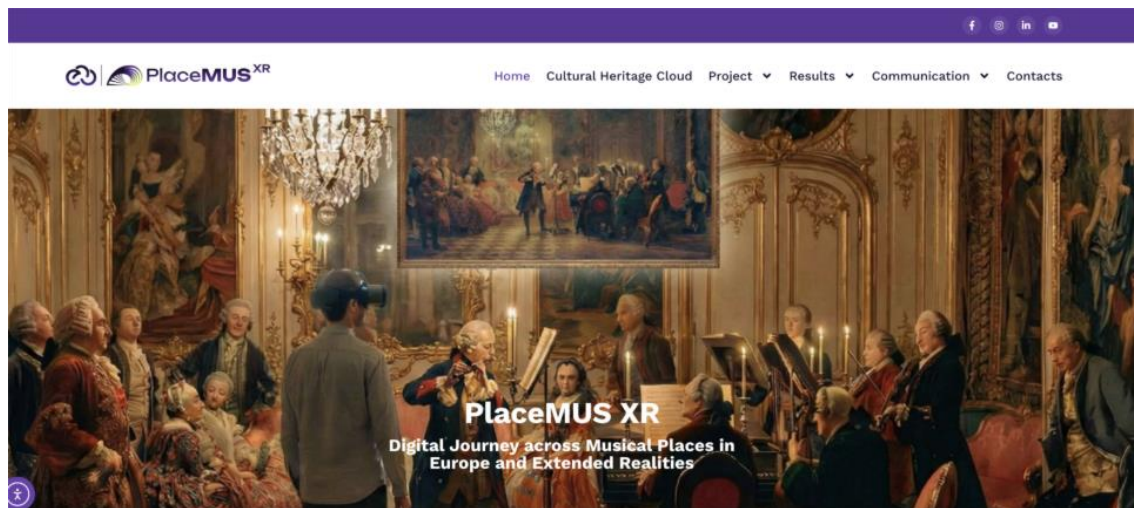 PlaceMUS XR
Home Cultural Heritage Cloud Project Results Communication Contacts
PlaceMUS XR
Digital Journey across Musical Places in
Europe and Extended Realities